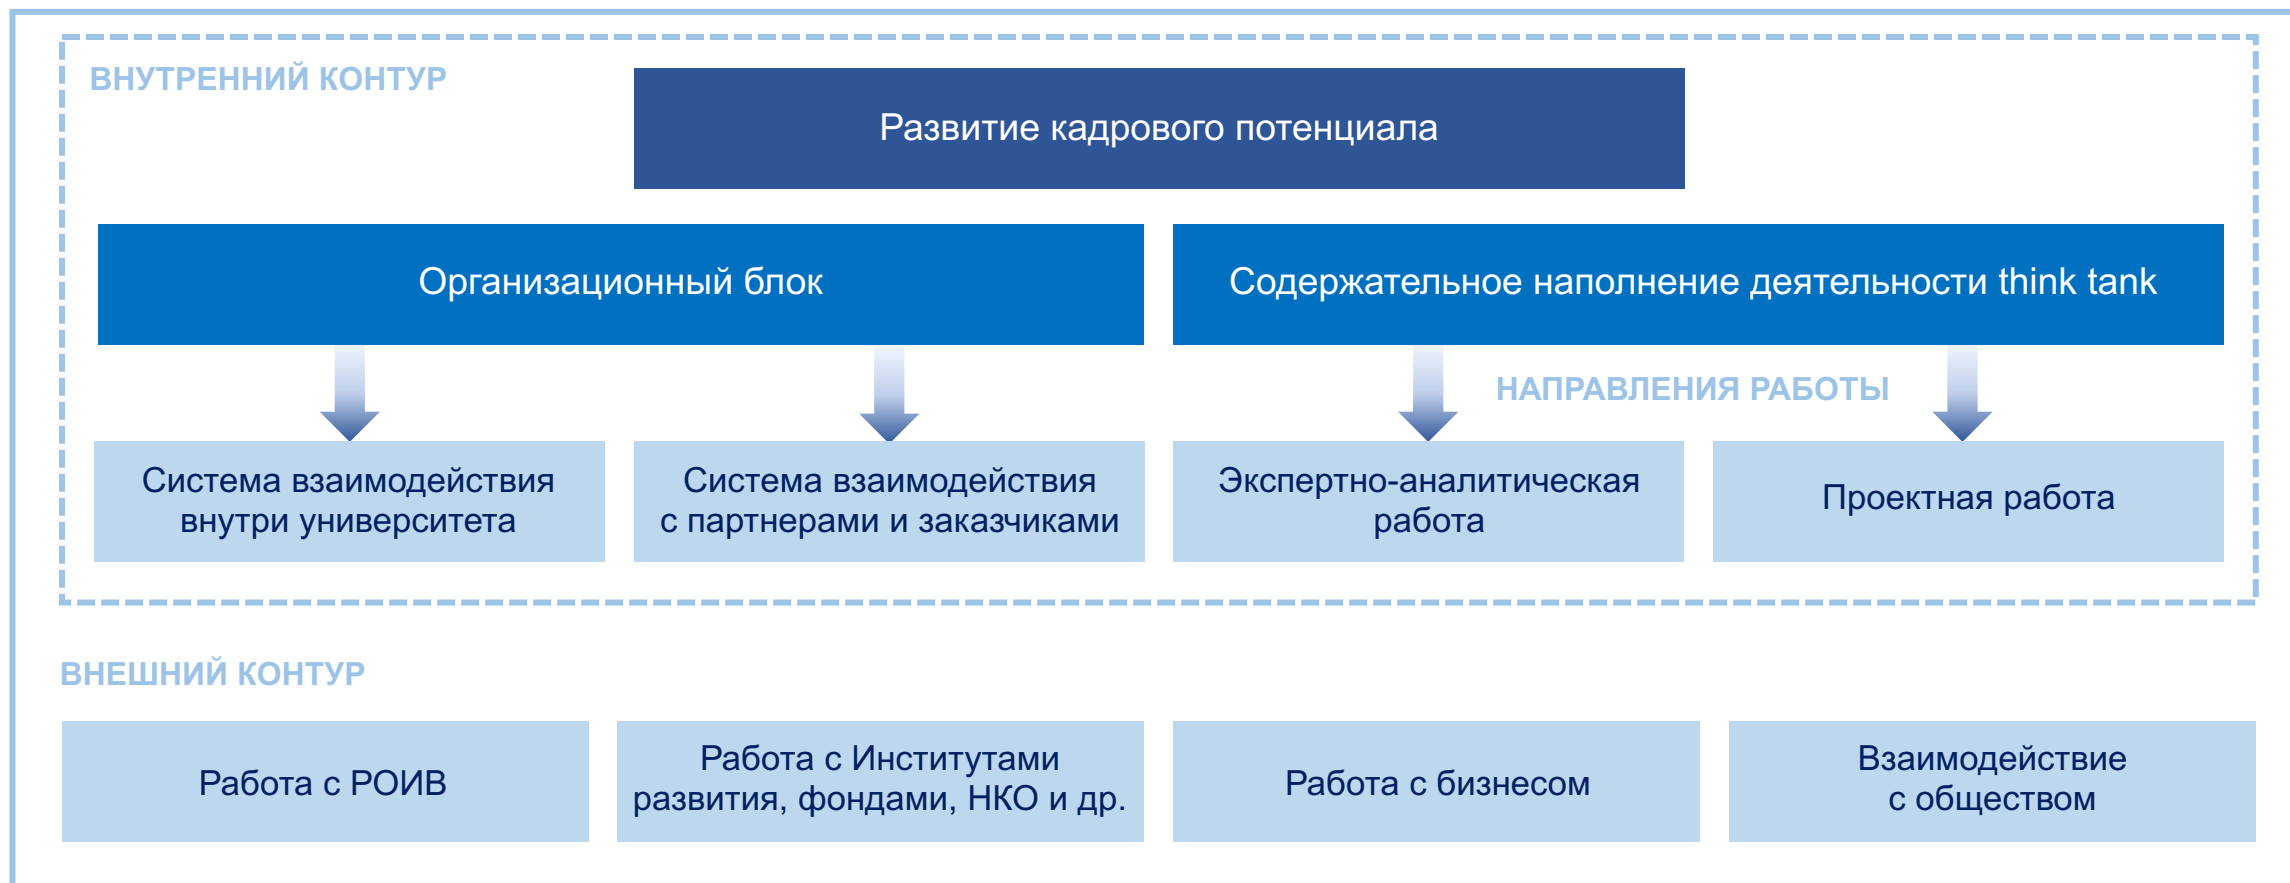 ВНУТРЕННИЙ КОНТУР
Развитие кадрового потенциала
Организационный блок
Содержательное наполнение деятельности think tank
НАПРАВЛЕНИЯ РАБОТЫ
Система взаимодействия
внутри университета
Система взаимодействия
с партнерами и заказчиками
Экспертно-аналитическая
работа
Проектная работа
ВНЕШНИЙ КОНТУР
Работа с РОИВ
Работа с Институтами
развития, фондами, НКО и др.
Работа с бизнесом
Взаимодействие
с обществом